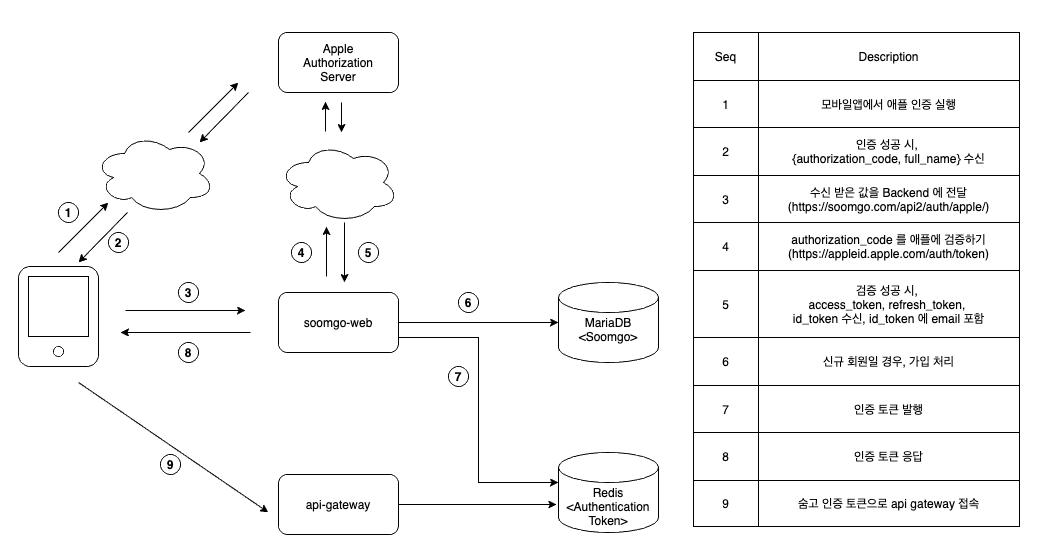 Apple
Authorization
Server
1
2
3
8
4
5
soomgo-web
6
MariaDB
<Soomgo>
7
9
api-gateway
Redis
<Authentication
Token>
Seq Description
1 모바일앱에서 애플 인증 실행
2 인증 성공 시,
{authorization_code, full_name} 수신
3 수신 받은 값을 Backend 에 전달
(https://soomgo.com/api2/auth/apple/)
4 authorization_code 를 애플에 검증하기
(https://appleid.apple.com/auth/token)
5 검증 성공 시,
access_token, refresh_token,
id_token 수신, id_token 에 email 포함
6 신규 회원일 경우, 가입 처리
7 인증 토큰 발행
8 인증 토큰 응답
9 숨고 인증 토큰으로 api gateway 접속